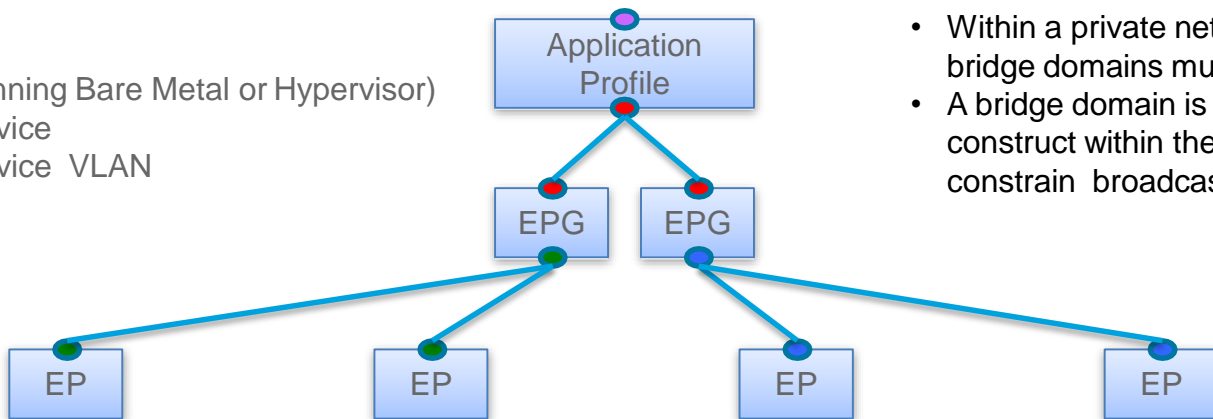 nning Bare Metal or Hypervisor)
vice
vice VLAN
Application
Profile
• Within a private net
bridge domains mu
• A bridge domain is
construct within the
constrain broadcas
EPG
EPG
EP
EP
EP
EP